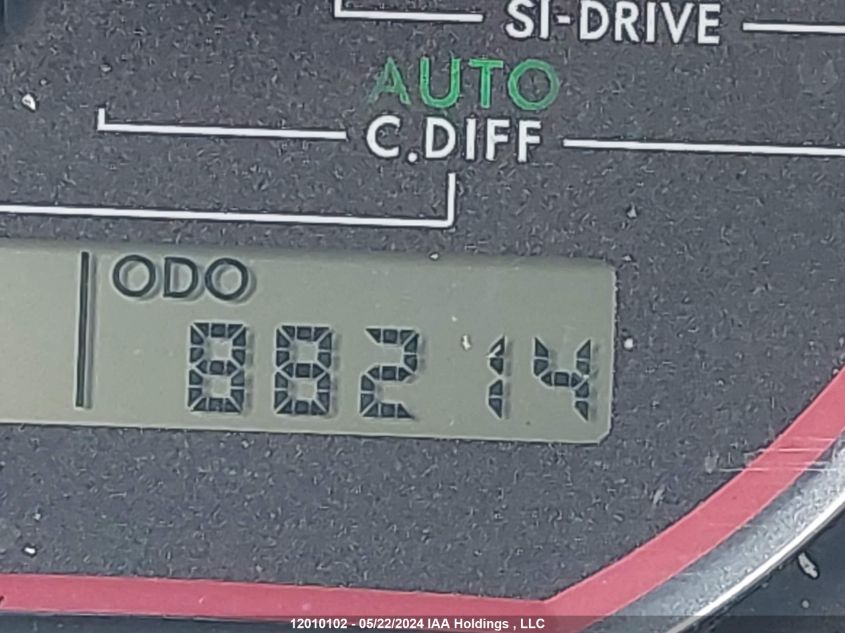 SI-DRIVE
AUTO
C.DIFF
ODO
88214
12010102 - 05/22/2024 IAA Holdings , LLC